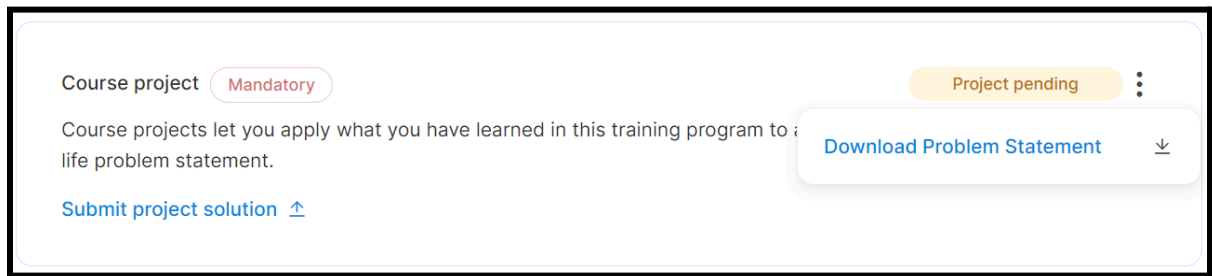 Course project Mandatory Project pending
Course projects let you apply what you have learned in this training program to
Download Problem Statement
life problem statement.
Submit project solution